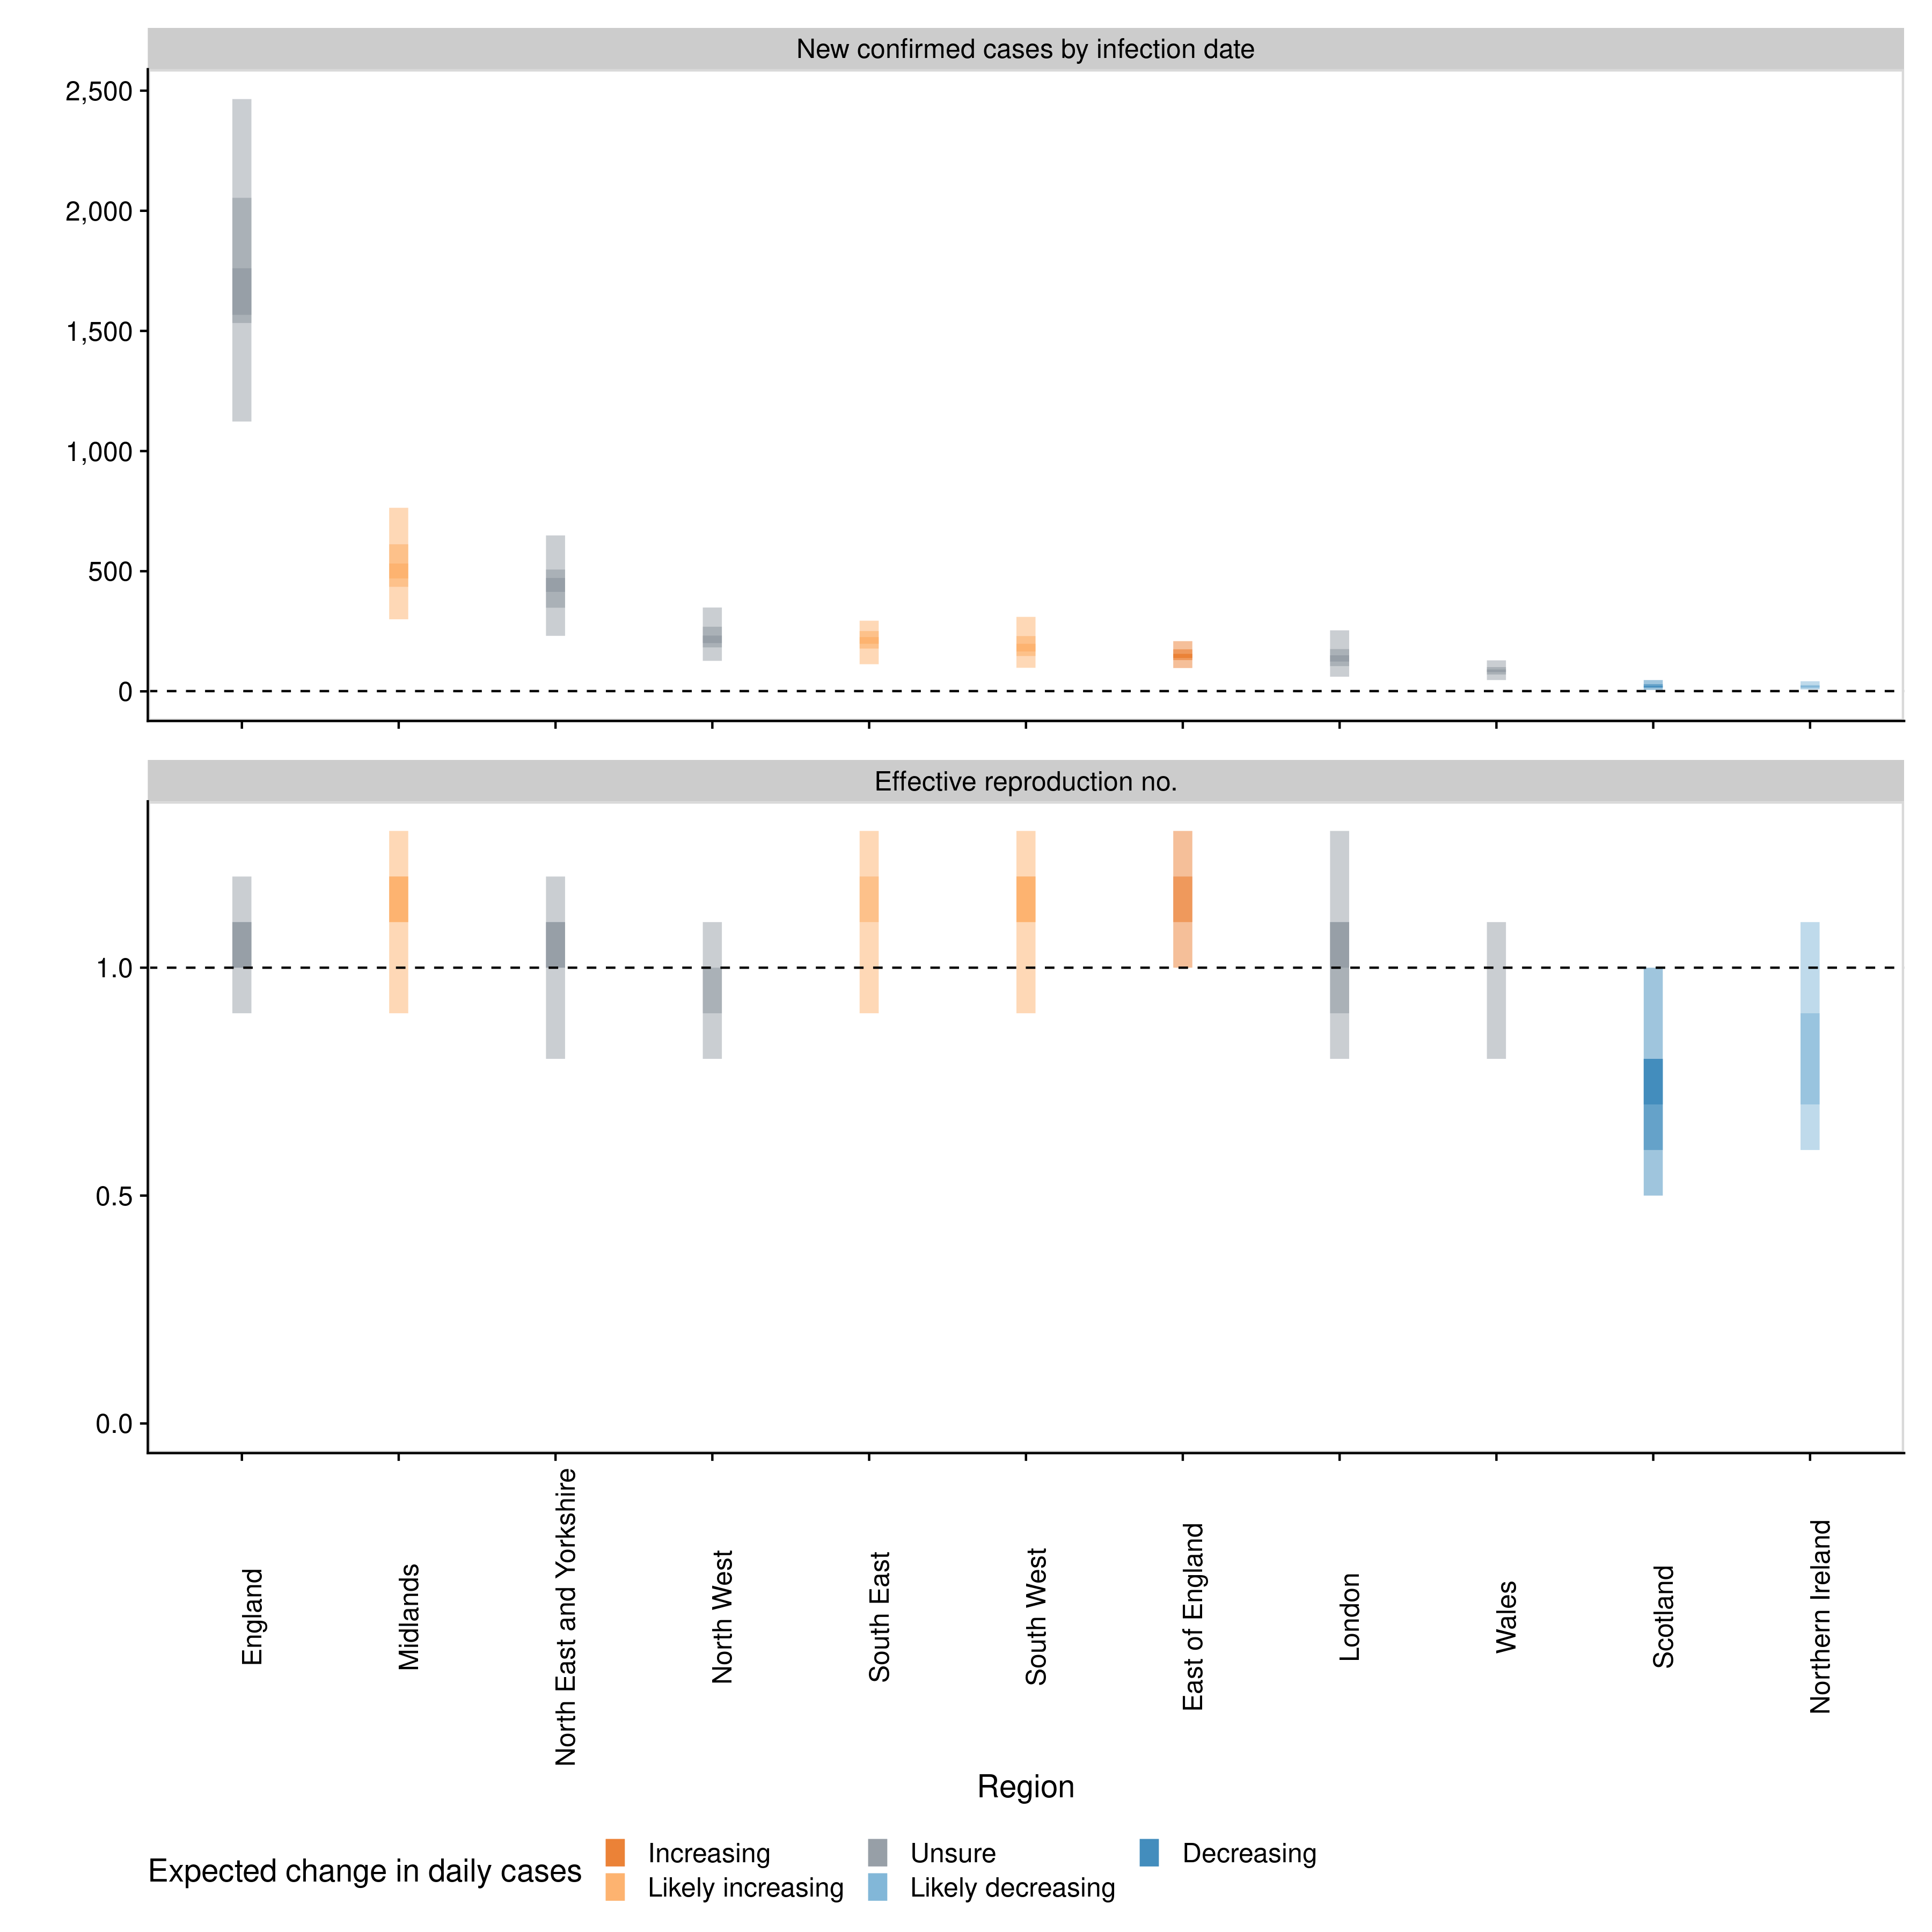 New confirmed cases by infection date
2,500
2,000
1,500
1,000
500
0
Effective reproduction no.
1.0
0.5
0.0
England
Midlands
North East and Yorkshire
North West
South East
South West
East of England
London
Wales
Scotland
Northern Ireland
Region
Expected change in daily cases
Increasing
Likely increasing
Unsure
Likely decreasing
Decreasing